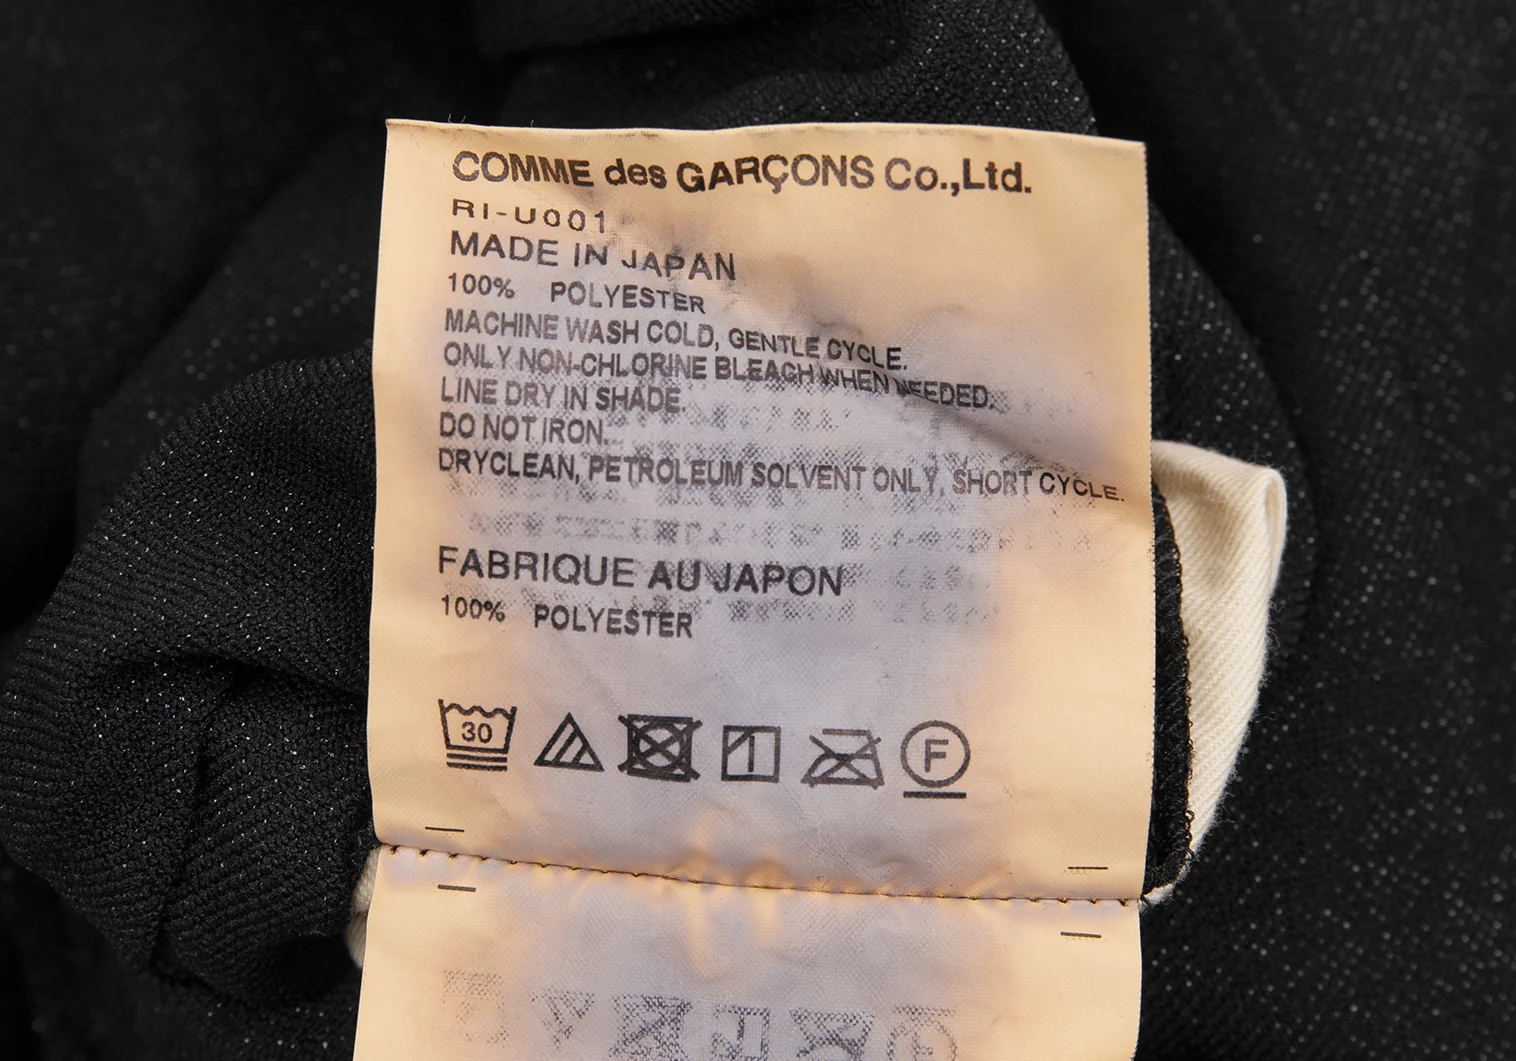 COMME des GARÇONS Co.,Ltd.
RI-U001
MADE IN JAPAN
100% POLYESTER
MACHINE WASH COLD, GENTLE CYCLE.
ONLY NON-CHLORINE BLEACH WHEN NEEDED.
LINE DRY IN SHADE.
DO NOT IRON.
DRYCLEAN, PETROLEUM SOLVENT ONLY, SHORT CYCLE.
FABRIQUE AU JAPON
100% POLYESTER
30
F